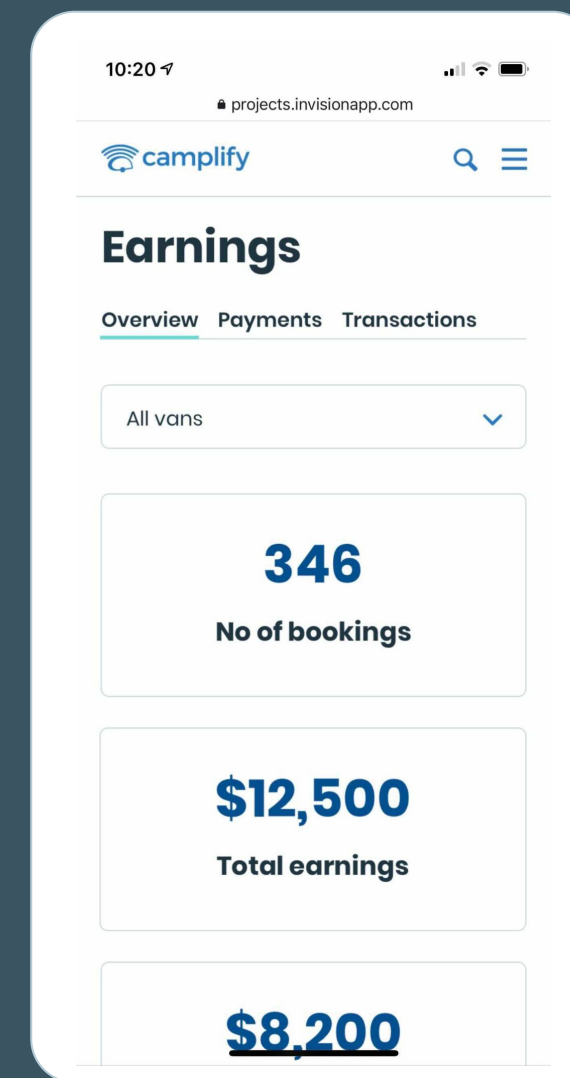 10:20
projects.invisionapp.com
camplify
Earnings
Overview Payments Transactions
All vans
346
No of bookings
$12,500
Total earnings
$8,200